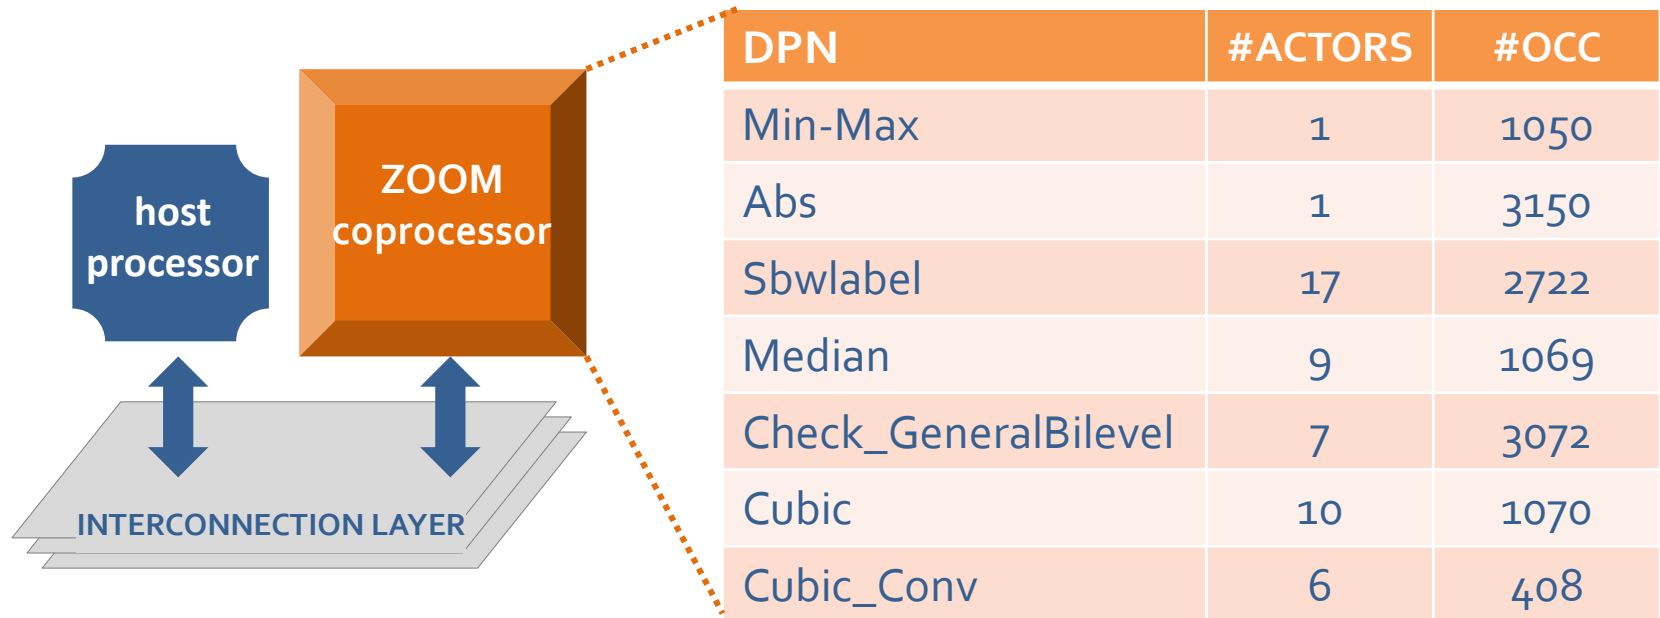 host
processor
ZOOM
coprocessor
INTERCONNECTION LAYER
DPN #ACTORS #OCC
Min-Max 1 1050
Abs 1 3150
Sbwlabel 17 2722
Median 9 1069
Check_GeneralBilevel 7 3072
Cubic 10 1070
Cubic_Conv 6 408